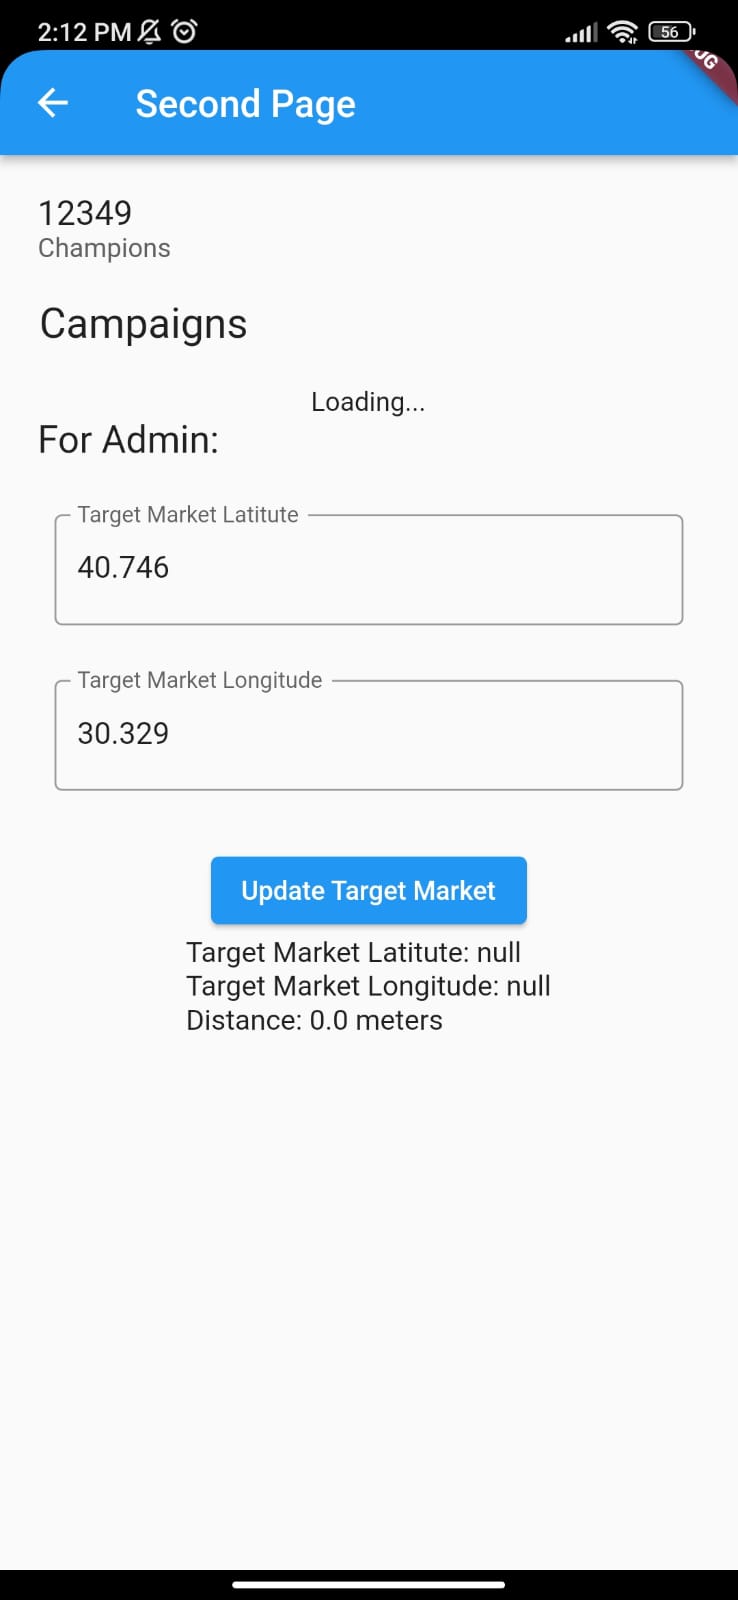 2:12 PM
56
UG
Second Page
12349
Champions
Campaigns
Loading...
For Admin:
Target Market Latitute
40.746
Target Market Longitude
30.329
Update Target Market
Target Market Latitute: null
Target Market Longitude: null
Distance: 0.0 meters